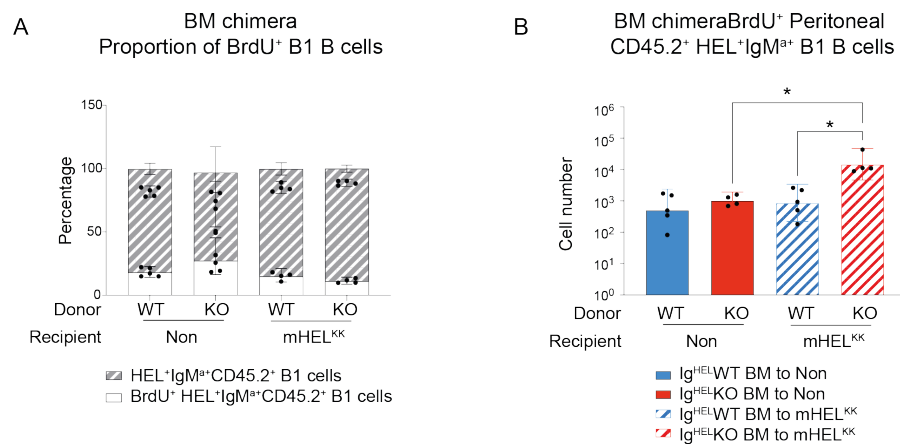 A
BM chimera
Proportion of BrdU⁺ B1 B cells
Percentage
150
100
50
0
Donor WT KO WT KO
Recipient Non mHELᴷᴷ
HEL⁺IgMᵃ⁺CD45.2⁺ B1 cells
BrdU⁺ HEL⁺IgMᵃ⁺CD45.2⁺ B1 cells
B
BM chimeraBrdU⁺ Peritoneal
CD45.2⁺ HEL⁺IgMᵃ⁺ B1 B cells
Cell number
10⁶
10⁵
10⁴
10³
10²
10¹
10⁰
*
*
Donor WT KO WT KO
Recipient Non mHELᴷᴷ
IgᴴᴱᴸWT BM to Non
IgᴴᴱᴸKO BM to Non
IgᴴᴱᴸWT BM to mHELᴷᴷ
IgᴴᴱᴸKO BM to mHELᴷᴷ